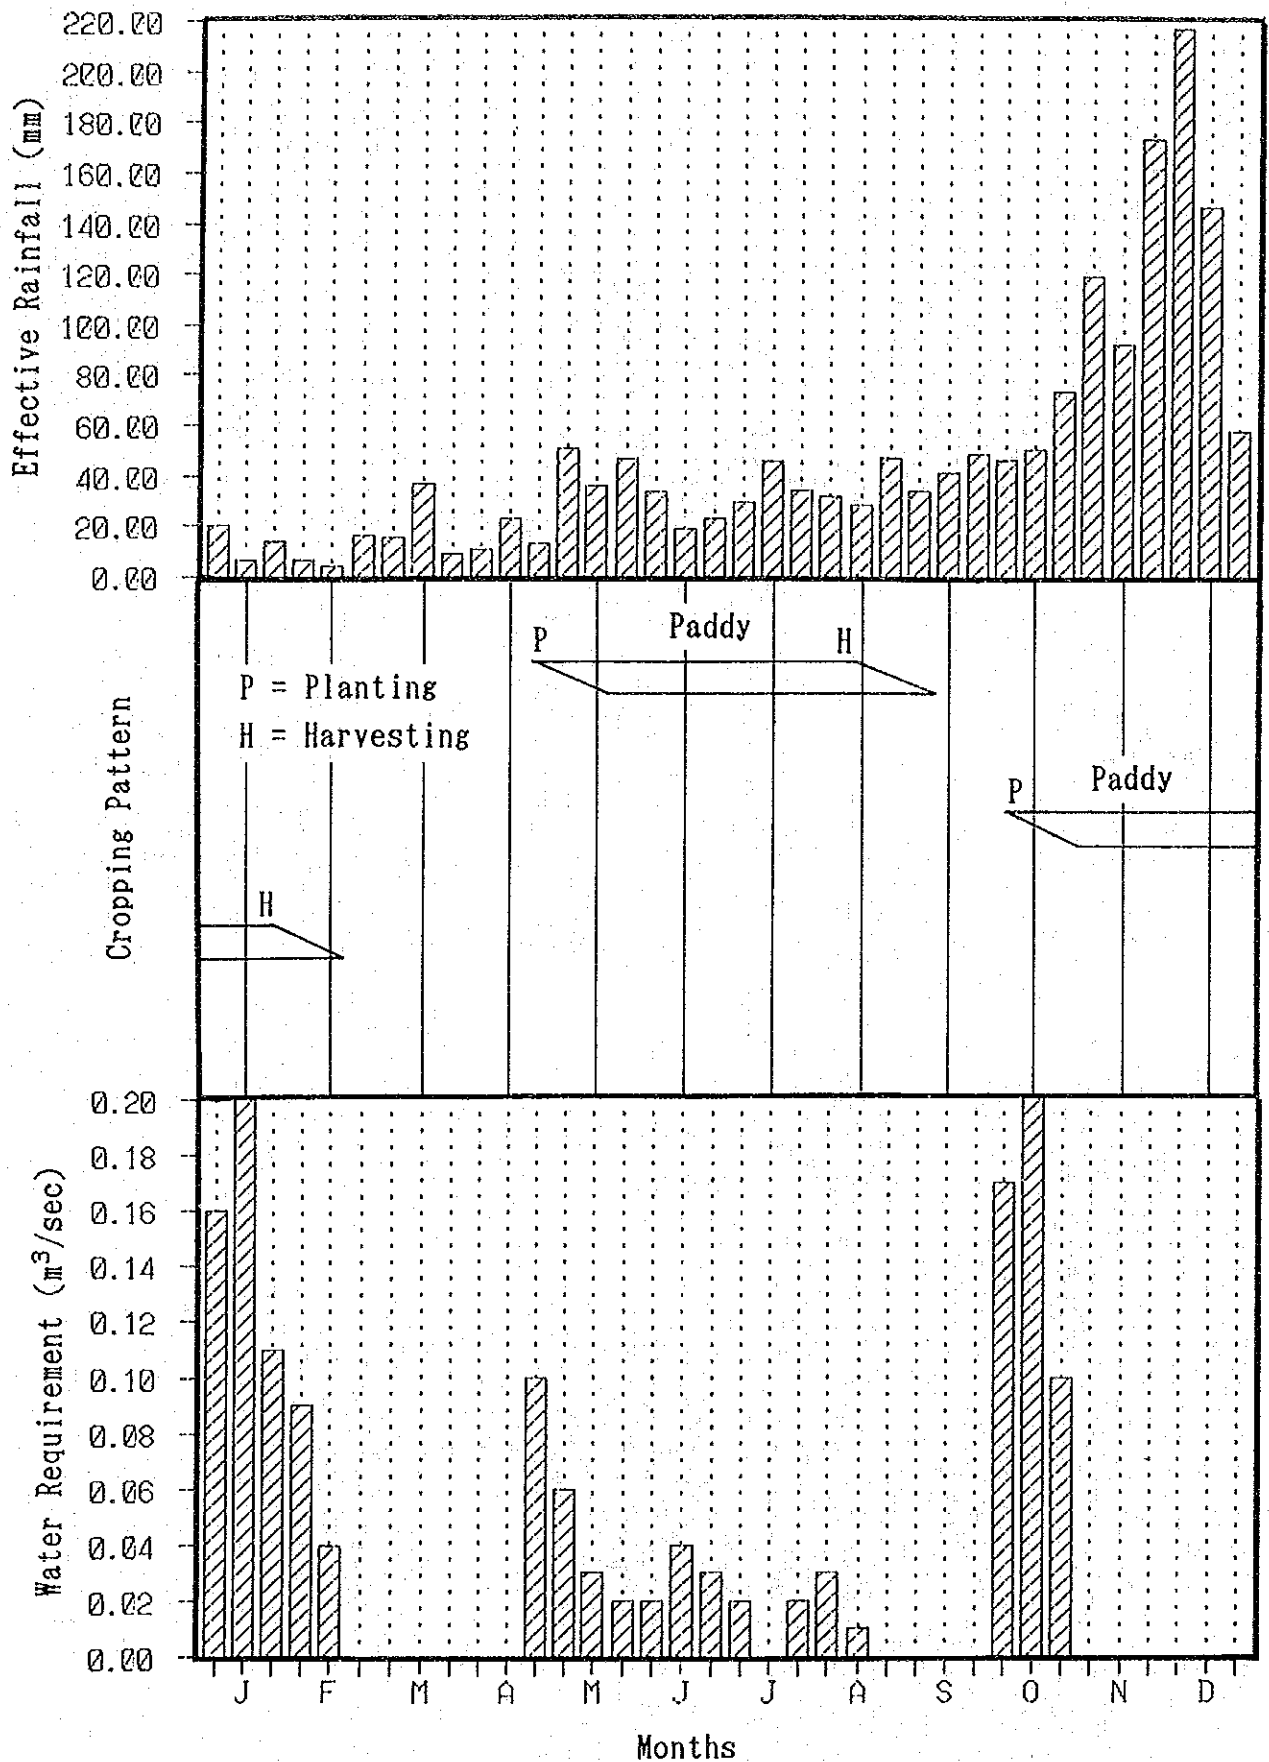 Effective Rainfall (mm)
220.00
200.00
180.00
160.00
140.00
120.00
100.00
80.00
60.00
40.00
20.00
0.00
Cropping Pattern
P Paddy H
P = Planting
H = Harvesting
P Paddy
H
Water Requirement (m³/sec)
0.20
0.18
0.16
0.14
0.12
0.10
0.08
0.06
0.04
0.02
0.00
J F M A M J J A S O N D
Months